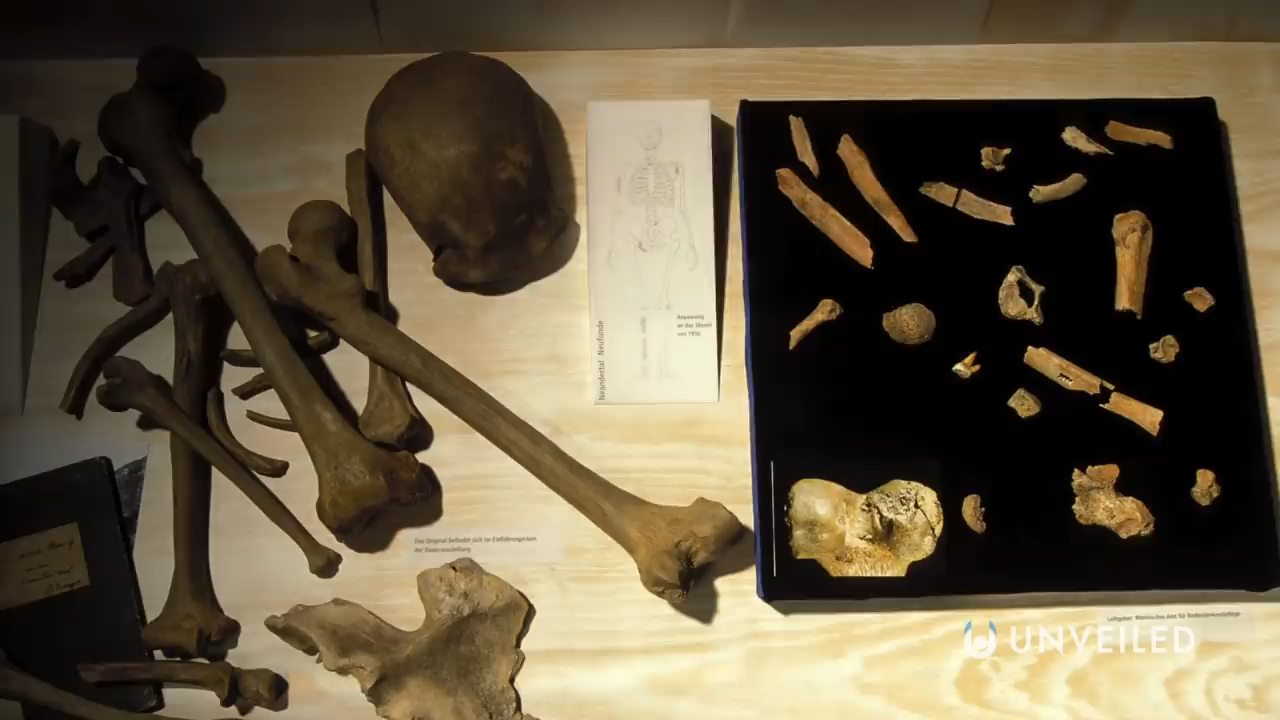 Neandertal Neufunde
Anpassung
an das Skelett
von 1856
Das Original befindet sich im Einführungsraum
der Dauerausstellung.
Leihgeber: Rheinisches Amt für Bodendenkmalpflege
UNVEILED